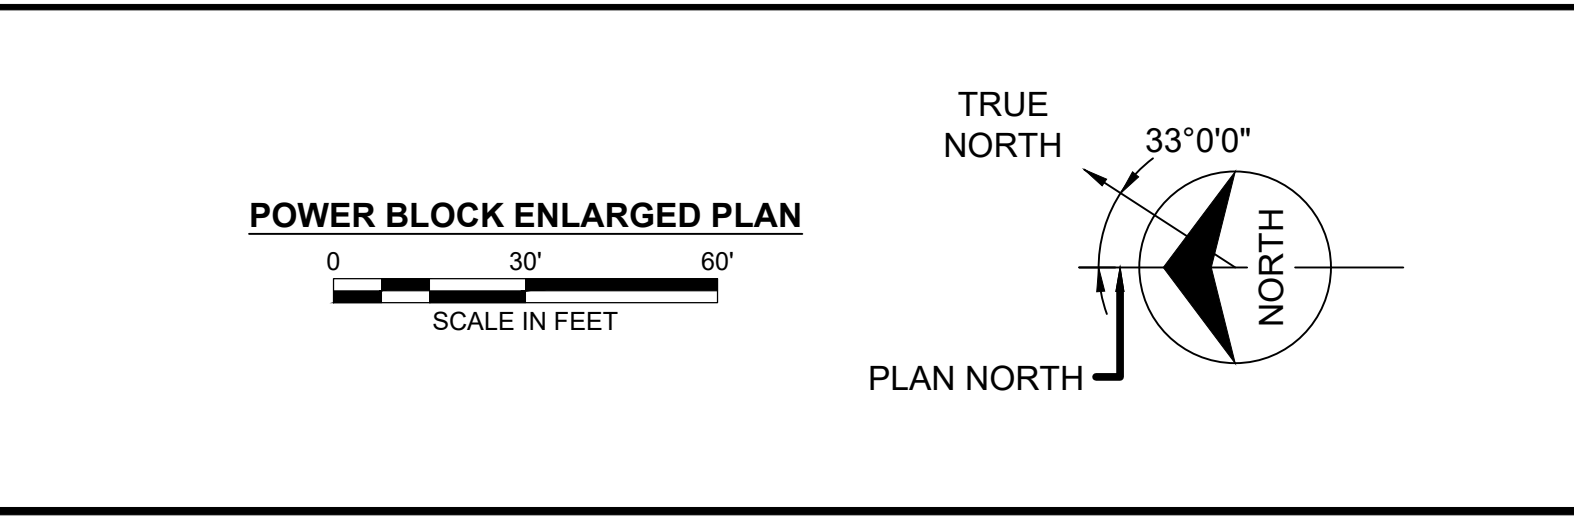 POWER BLOCK ENLARGED PLAN
0 30' 60'
SCALE IN FEET
TRUE
NORTH
33°0'0"
NORTH
PLAN NORTH